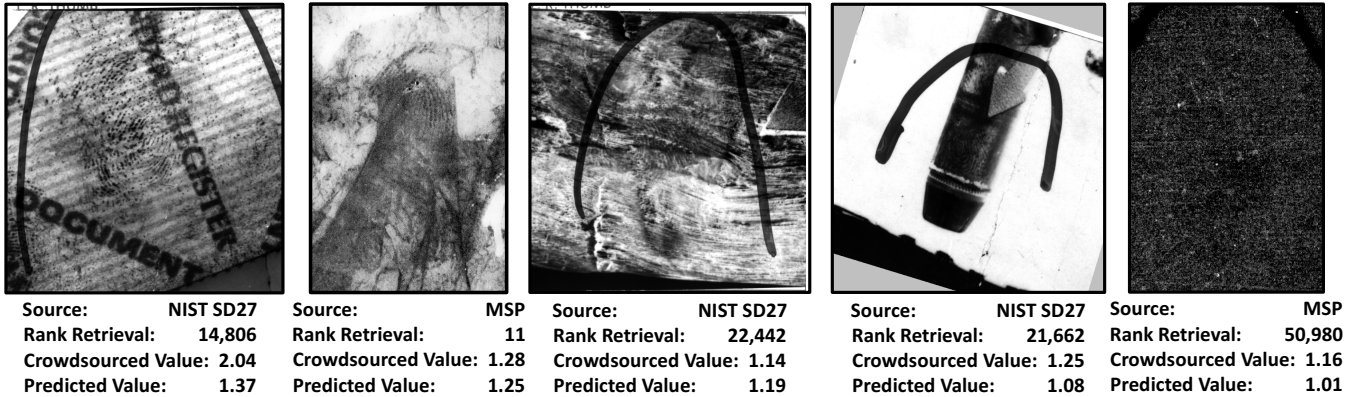 DOCUMENT
REGISTER
Source: NIST SD27
Rank Retrieval: 14,806
Crowdsourced Value: 2.04
Predicted Value: 1.37
Source: MSP
Rank Retrieval: 11
Crowdsourced Value: 1.28
Predicted Value: 1.25
Source: NIST SD27
Rank Retrieval: 22,442
Crowdsourced Value: 1.14
Predicted Value: 1.19
Source: NIST SD27
Rank Retrieval: 21,662
Crowdsourced Value: 1.25
Predicted Value: 1.08
Source: MSP
Rank Retrieval: 50,980
Crowdsourced Value: 1.16
Predicted Value: 1.01